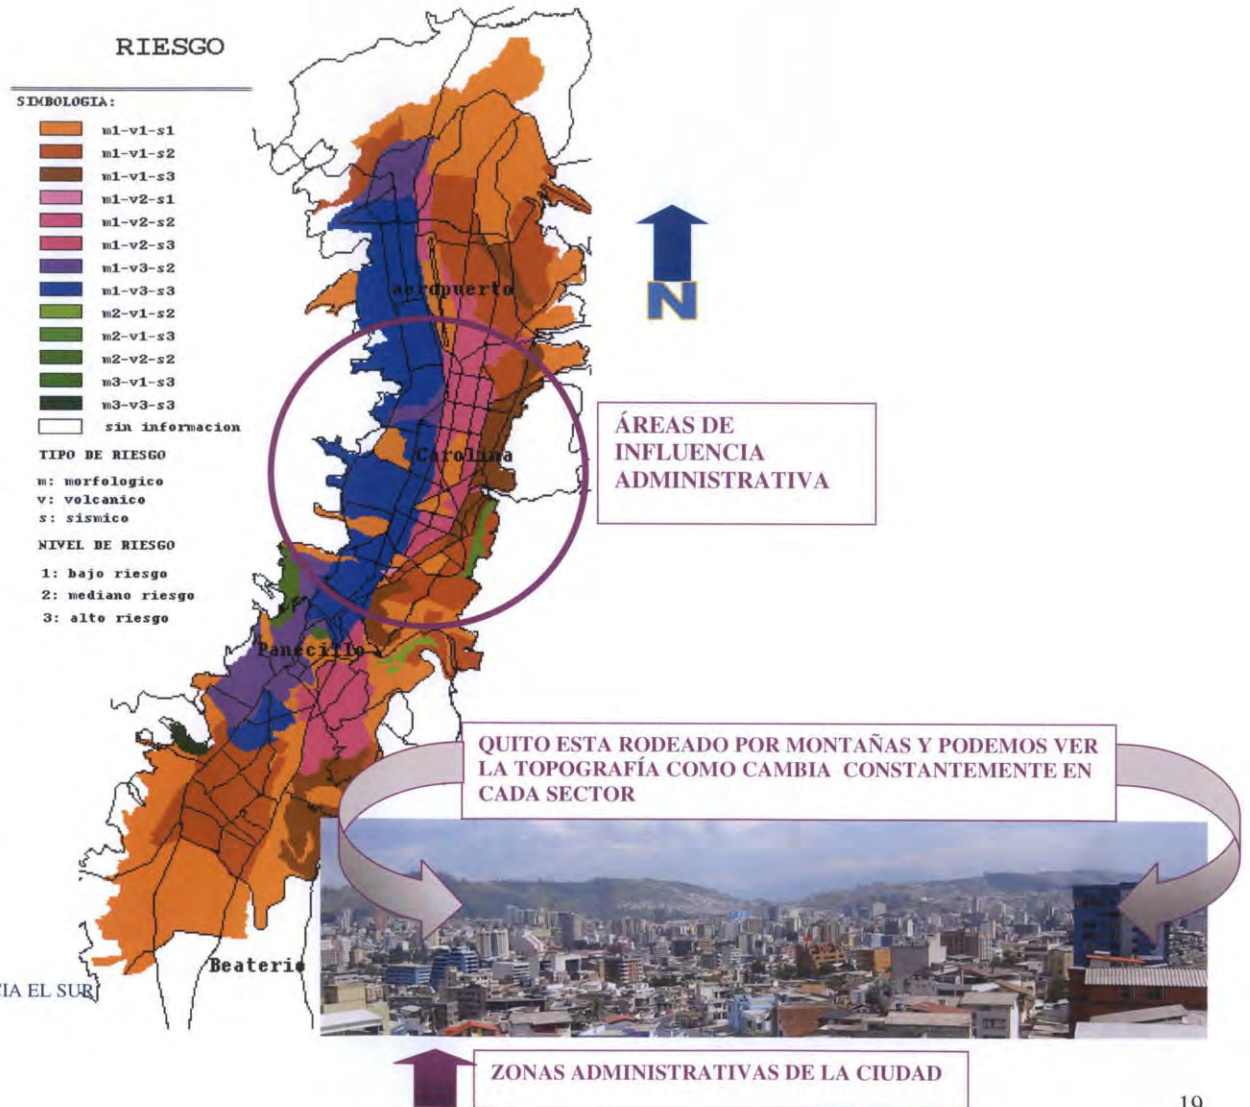 RIESGO
SIMBOLOGIA:
m1-v1-s1
m1-v1-s2
m1-v1-s3
m1-v2-s1
m1-v2-s2
m1-v2-s3
m1-v3-s2
m1-v3-s3
m2-v1-s2
m2-v1-s3
m2-v2-s2
m3-v1-s3
m3-v3-s3
sin informacion
TIPO DE RIESGO
m: morfologico
v: volcanico
s: sismico
NIVEL DE RIESGO
1: bajo riesgo
2: mediano riesgo
3: alto riesgo
aeropuerto
Carolina
Panecillo
Beaterio
N
ÁREAS DE
INFLUENCIA
ADMINISTRATIVA
QUITO ESTA RODEADO POR MONTAÑAS Y PODEMOS VER
LA TOPOGRAFÍA COMO CAMBIA CONSTANTEMENTE EN
CADA SECTOR
CIA EL SUR
ZONAS ADMINISTRATIVAS DE LA CIUDAD
19